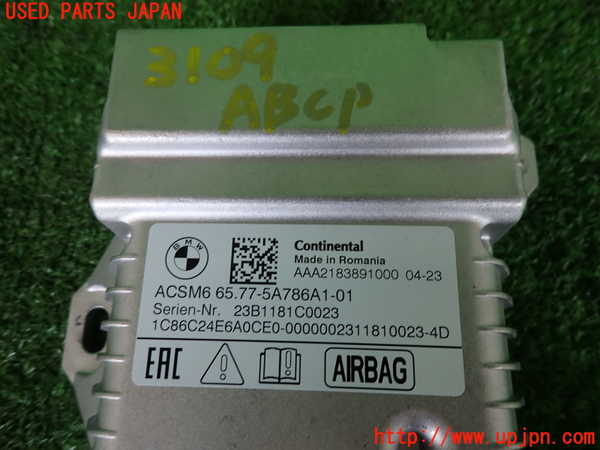 USED PARTS JAPAN
3109
ABCP
BMW
Continental
Made in Romania
AAA2183891000 04-23
ACSM6 65.77-5A786A1-01
Serien-Nr. 23B1181C0023
1C86C24E6A0CE0-0000002311810023-4D
EAC
AIRBAG
http://www.upjpn.com/